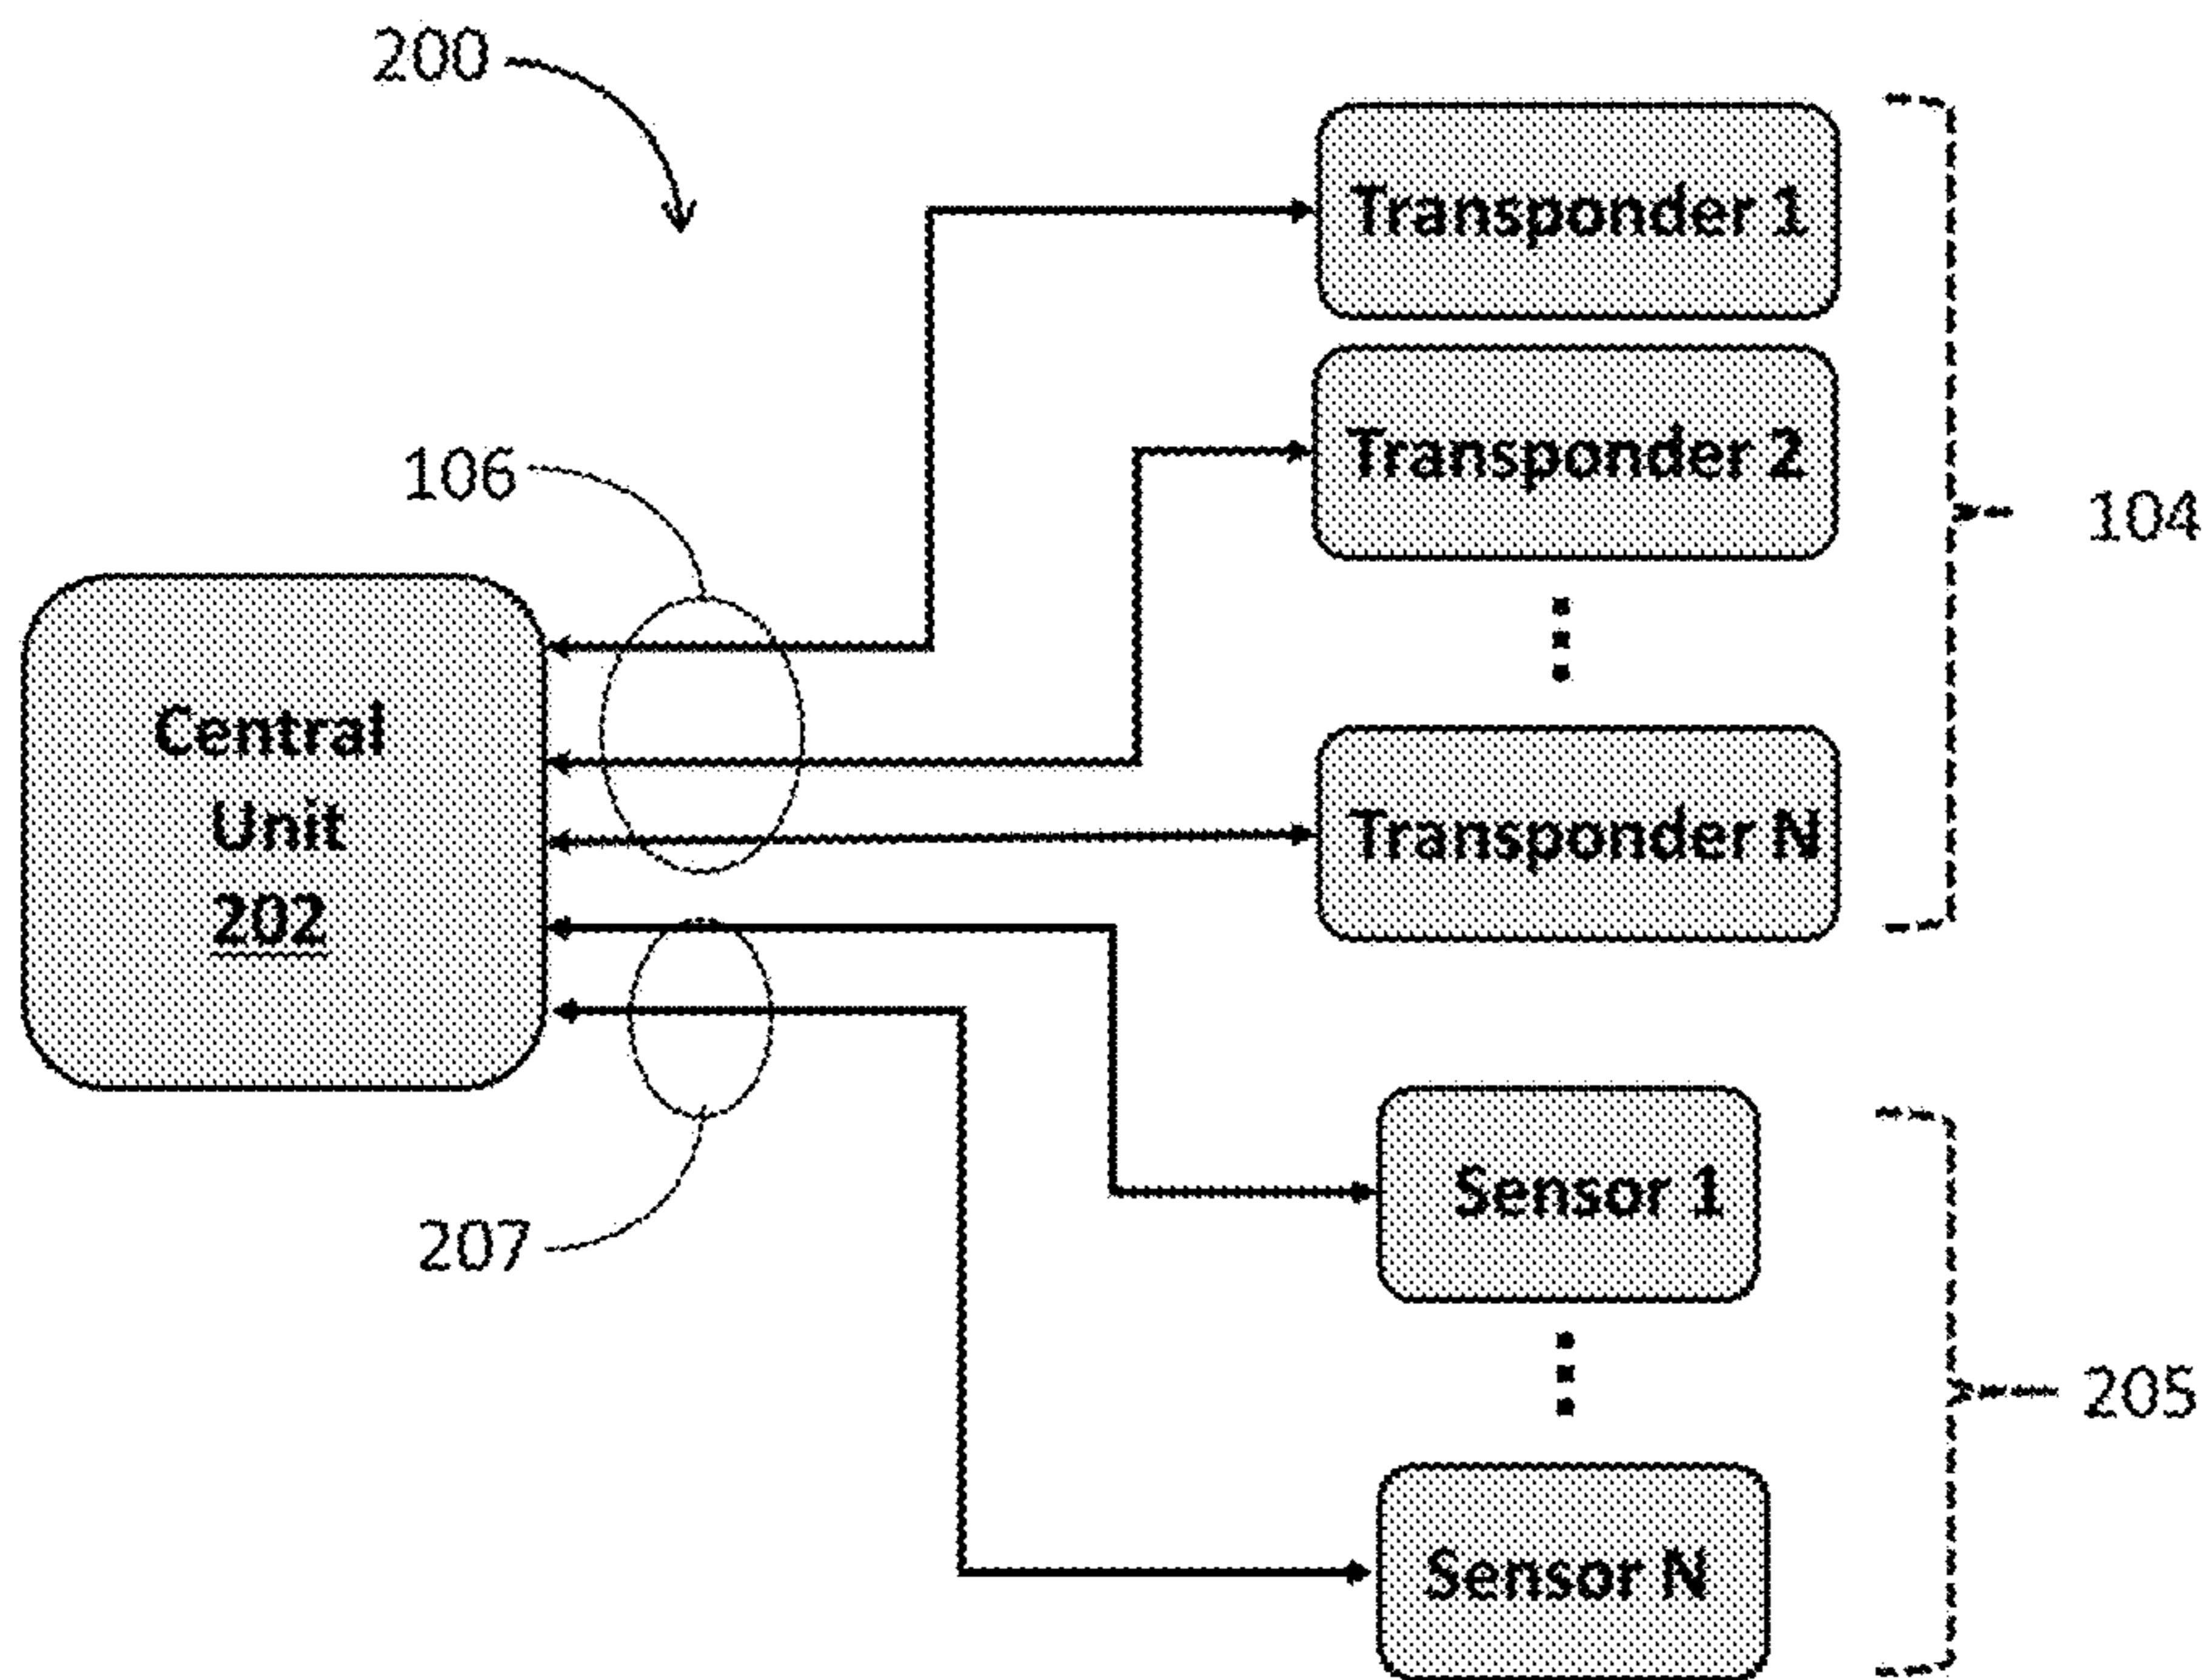 200
Transponder 1
106
Transponder 2
104
Central
Unit
202
Transponder N
207
Sensor 1
205
Sensor N